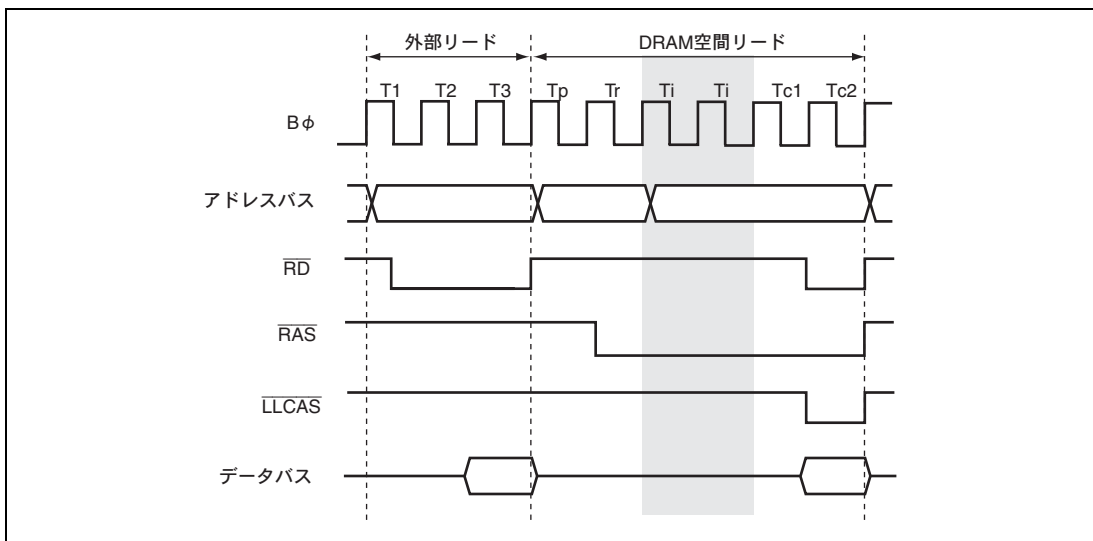 外部リード DRAM空間リード
T1 T2 T3 Tp Tr Ti Ti Tc1 Tc2
Bφ
アドレスバス
RD
RAS
LLCAS
データバス